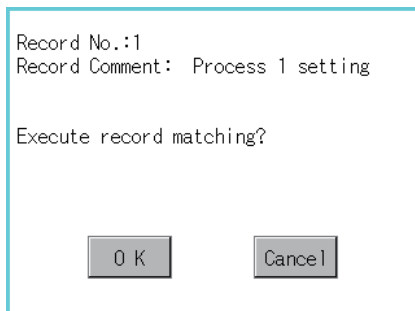 Record No.:1
Record Comment: Process 1 setting
Execute record matching?
OK
Cancel